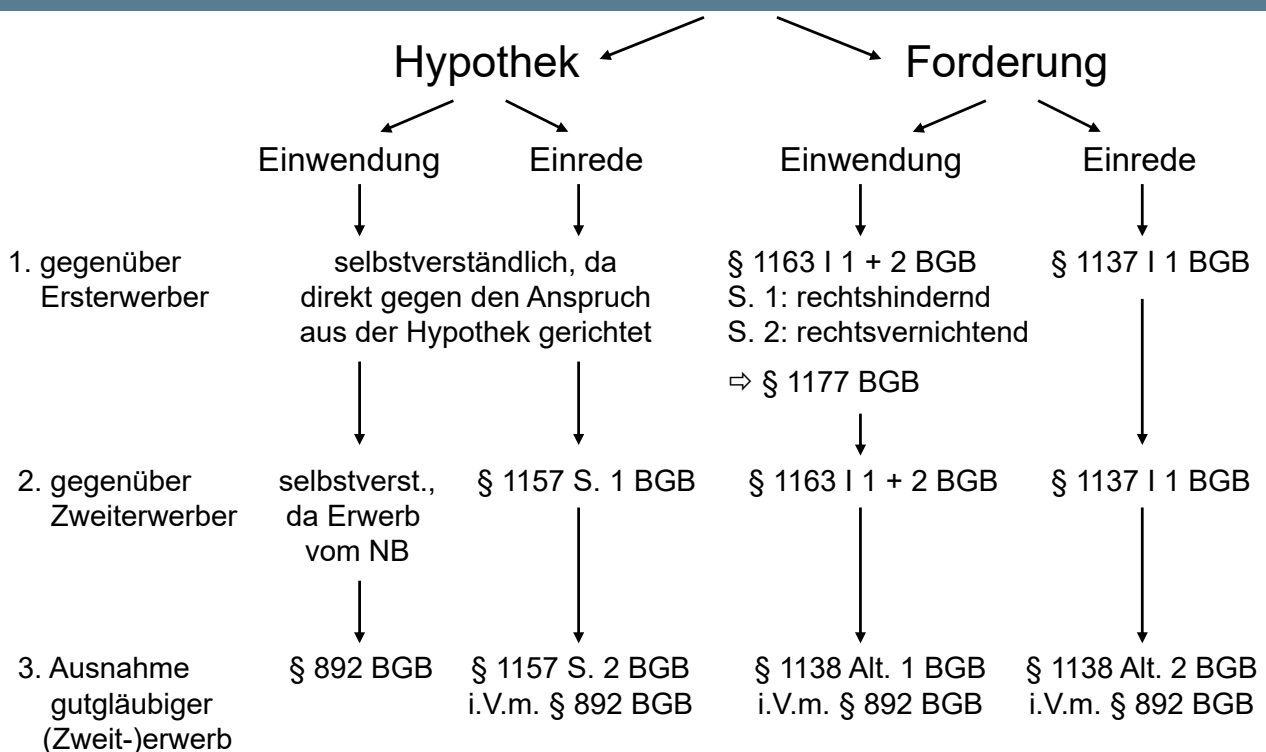 Hypothek Forderung
Einwendung Einrede Einwendung Einrede
1. gegenüber
Ersterwerber
selbstverständlich, da
direkt gegen den Anspruch
aus der Hypothek gerichtet
§ 1163 I 1 + 2 BGB
S. 1: rechtshindernd
S. 2: rechtsvernichtend
⇨ § 1177 BGB
§ 1137 I 1 BGB
2. gegenüber
Zweiterwerber
selbstverst.,
da Erwerb
vom NB
§ 1157 S. 1 BGB
§ 1163 I 1 + 2 BGB
§ 1137 I 1 BGB
3. Ausnahme
gutgläubiger
(Zweit-)erwerb
§ 892 BGB
§ 1157 S. 2 BGB
i.V.m. § 892 BGB
§ 1138 Alt. 1 BGB
i.V.m. § 892 BGB
§ 1138 Alt. 2 BGB
i.V.m. § 892 BGB